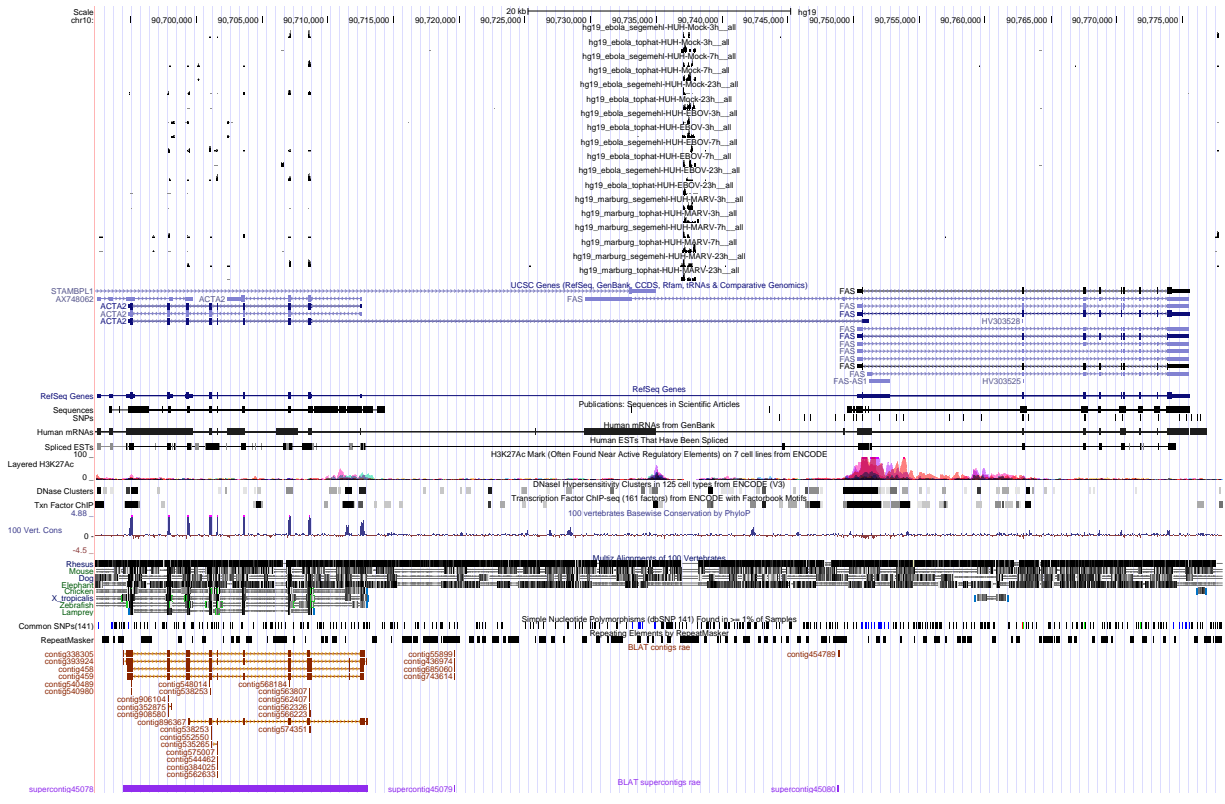 Scale
20 kb
hg19
chr10:
90,700,000
90,705,000
90,710,000
90,715,000
90,720,000
90,725,000
90,730,000
90,735,000
90,740,000
90,745,000
90,750,000
90,755,000
90,760,000
90,765,000
90,770,000
90,775,000
hg19_ebola_segemehl-HUH-Mock-3h__all
hg19_ebola_tophat-HUH-Mock-3h__all
hg19_ebola_segemehl-HUH-Mock-7h__all
hg19_ebola_tophat-HUH-Mock-7h__all
hg19_ebola_segemehl-HUH-Mock-23h__all
hg19_ebola_tophat-HUH-Mock-23h__all
hg19_ebola_segemehl-HUH-EBOV-3h__all
hg19_ebola_tophat-HUH-EBOV-3h__all
hg19_ebola_segemehl-HUH-EBOV-7h__all
hg19_ebola_tophat-HUH-EBOV-7h__all
hg19_ebola_segemehl-HUH-EBOV-23h__all
hg19_ebola_tophat-HUH-EBOV-23h__all
hg19_marburg_segemehl-HUH-MARV-3h__all
hg19_marburg_tophat-HUH-MARV-3h__all
hg19_marburg_segemehl-HUH-MARV-7h__all
hg19_marburg_tophat-HUH-MARV-7h__all
hg19_marburg_segemehl-HUH-MARV-23h__all
hg19_marburg_tophat-HUH-MARV-23h__all
UCSC Genes (RefSeq, GenBank, CCDS, Rfam, tRNAs & Comparative Genomics)
STAMBPL1
FAS
AX748062
ACTA2
FAS
ACTA2
FAS
ACTA2
FAS
ACTA2
HV303528
FAS
FAS
FAS
FAS
FAS
FAS
FAS
FAS-AS1
HV303525
RefSeq Genes
RefSeq Genes
Publications: Sequences in Scientific Articles
Sequences
SNPs
Human mRNAs from GenBank
Human mRNAs
Human ESTs That Have Been Spliced
Spliced ESTs
H3K27Ac Mark (Often Found Near Active Regulatory Elements) on 7 cell lines from ENCODE
100 _
Layered H3K27Ac
0 _
DNaseI Hypersensitivity Clusters in 125 cell types from ENCODE (V3)
DNase Clusters
Transcription Factor ChIP-seq (161 factors) from ENCODE with Factorbook Motifs
Txn Factor ChIP
100 vertebrates Basewise Conservation by PhyloP
4.88 _
100 Vert. Cons
0 -
-4.5 _
Multiz Alignments of 100 Vertebrates
Rhesus
Mouse
Dog
Elephant
Chicken
X_tropicalis
Zebrafish
Lamprey
Simple Nucleotide Polymorphisms (dbSNP 141) Found in >= 1% of Samples
Common SNPs(141)
Repeating Elements by RepeatMasker
RepeatMasker
BLAT contigs rae
contig338305
contig55899
contig454789
contig393924
contig436974
contig458
contig685060
contig459
contig743614
contig540489
contig548014
contig568184
contig540980
contig538253
contig563807
contig906104
contig562407
contig352875
contig562326
contig908580
contig566223
contig896367
contig538253
contig574351
contig552550
contig535265
contig575007
contig544462
contig384025
contig562633
BLAT supercontigs rae
supercontig45078
supercontig45079
supercontig45080